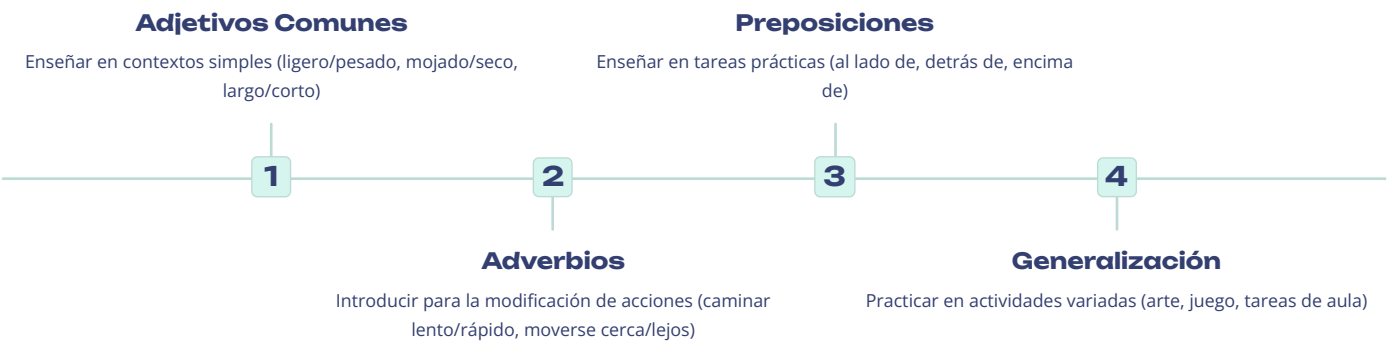 Adjetivos Comunes
Enseñar en contextos simples (ligero/pesado, mojado/seco,
largo/corto)
Preposiciones
Enseñar en tareas prácticas (al lado de, detrás de, encima
de)
1
2
3
4
Adverbios
Introducir para la modificación de acciones (caminar
lento/rápido, moverse cerca/lejos)
Generalización
Practicar en actividades variadas (arte, juego, tareas de aula)